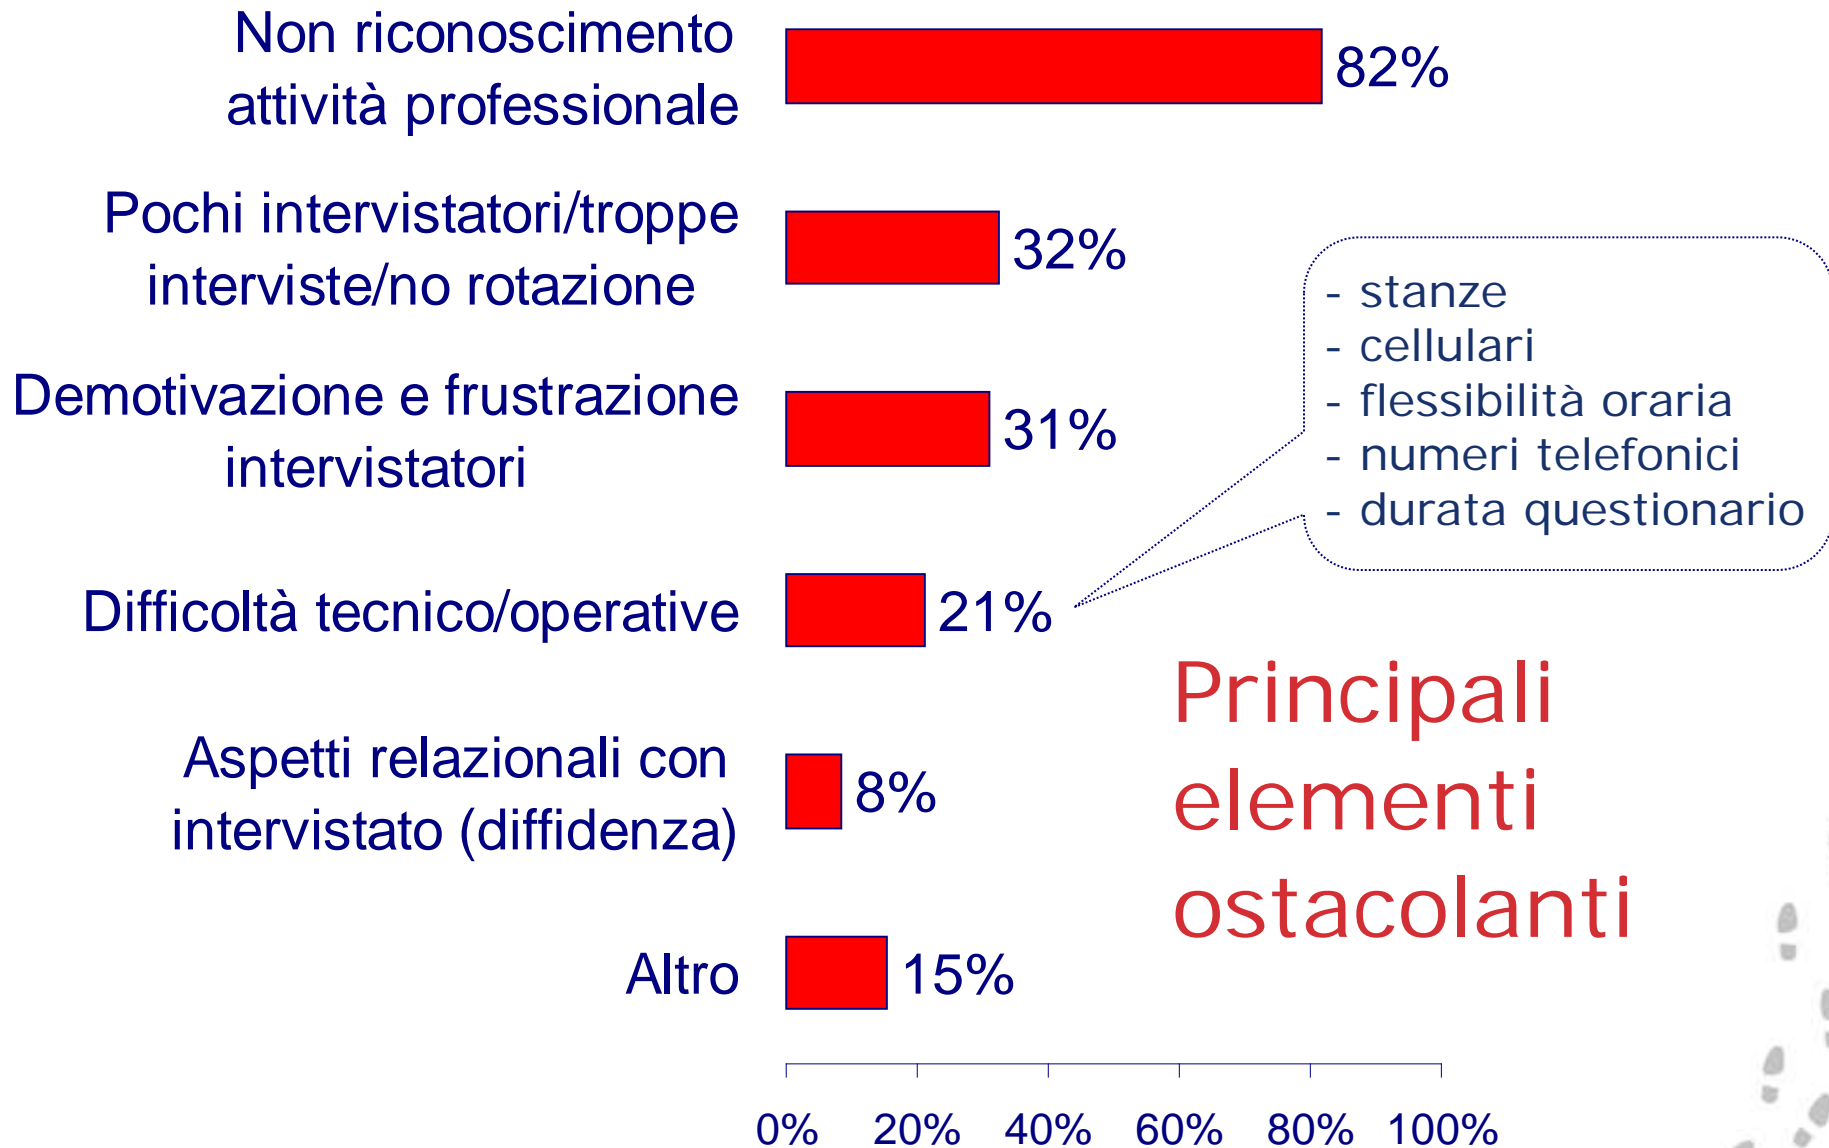 Non riconoscimento
attività professionale
82%
Pochi intervistatori/troppe
interviste/no rotazione
32%
Demotivazione e frustrazione
intervistatori
31%
Difficoltà tecnico/operative
21%
- stanze
- cellulari
- flessibilità oraria
- numeri telefonici
- durata questionario
Aspetti relazionali con
intervistato (diffidenza)
8%
Altro
15%
Principali
elementi
ostacolanti
0% 20% 40% 60% 80% 100%